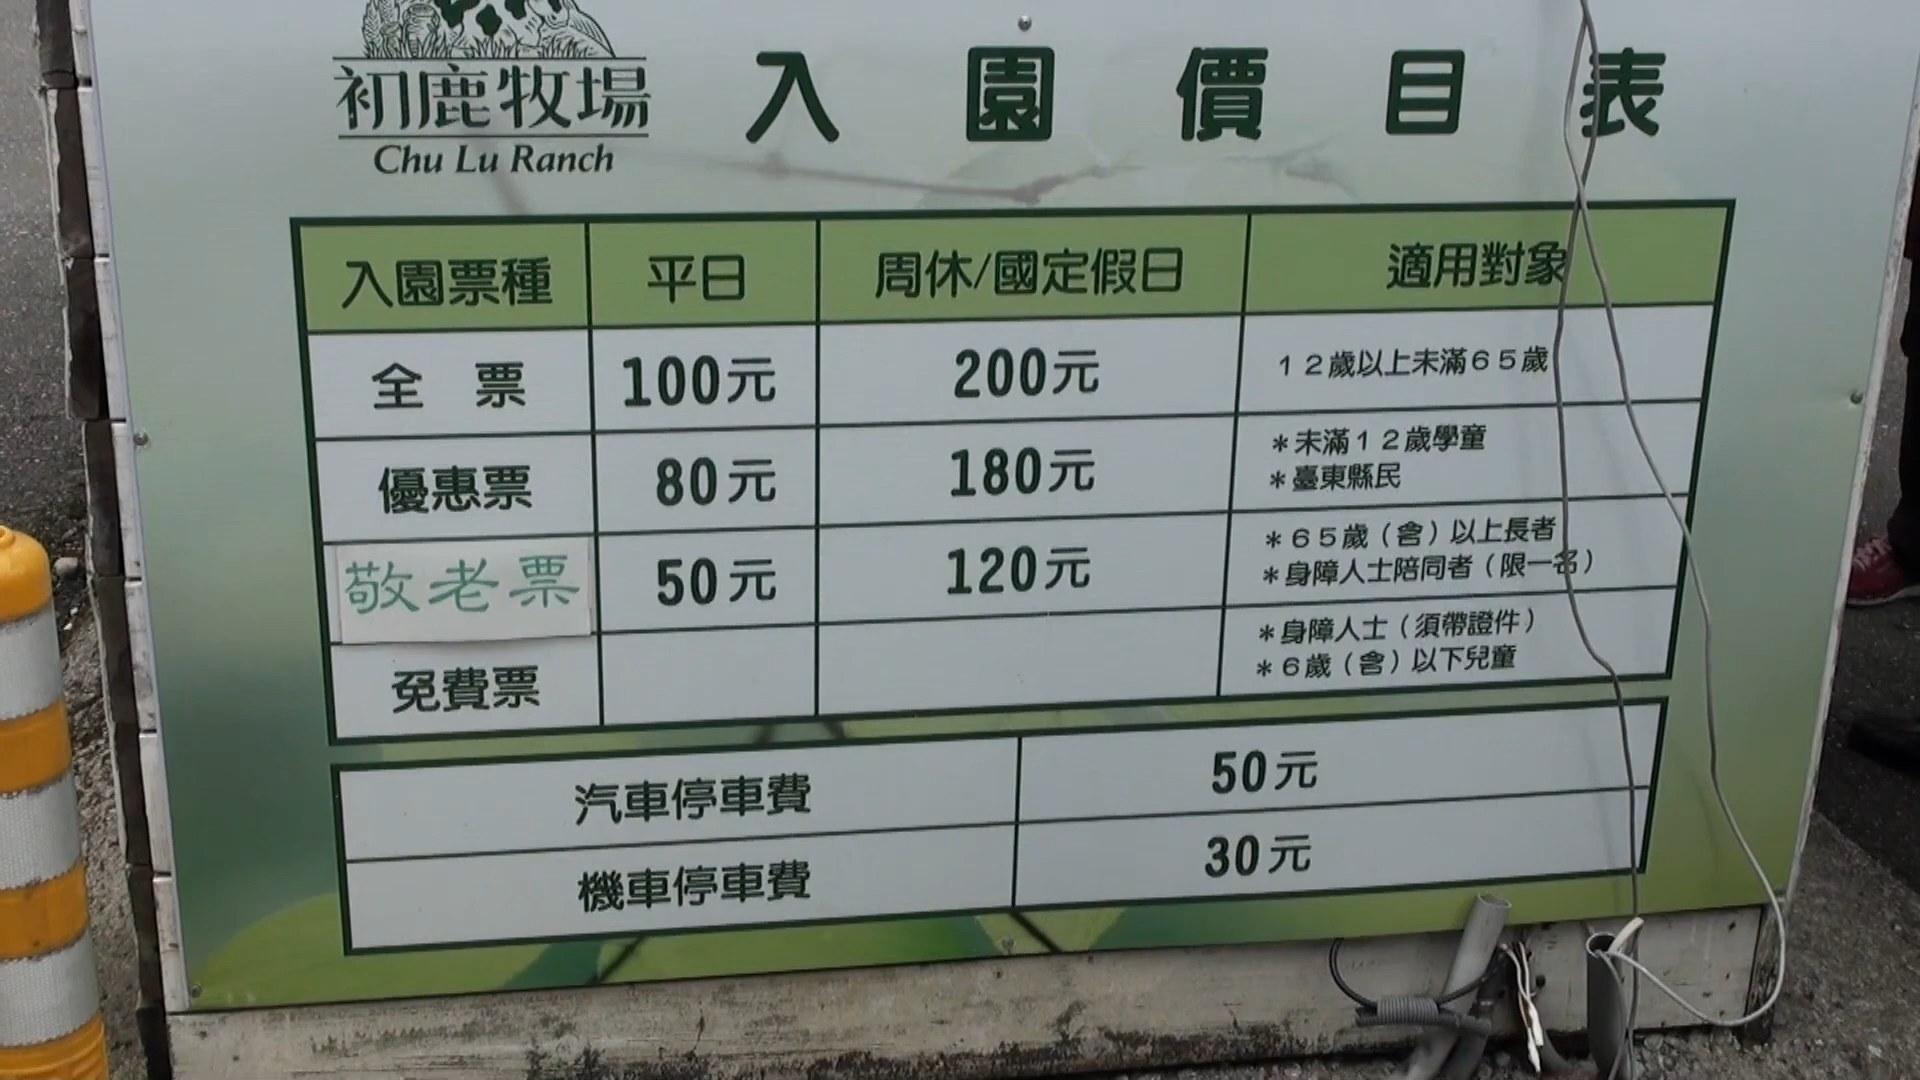 初鹿牧場
Chu Lu Ranch
入園價目表
入園票種 平日 周休/國定假日 適用對象
全 票 100元 200元 12歲以上未滿65歲
優惠票 80元 180元 *未滿12歲學童
*臺東縣民
敬老票 50元 120元 *65歲(含)以上長者
*身障人士陪同者(限一名)
免費票 *身障人士(須帶證件)
*6歲(含)以下兒童
汽車停車費 50元
機車停車費 30元